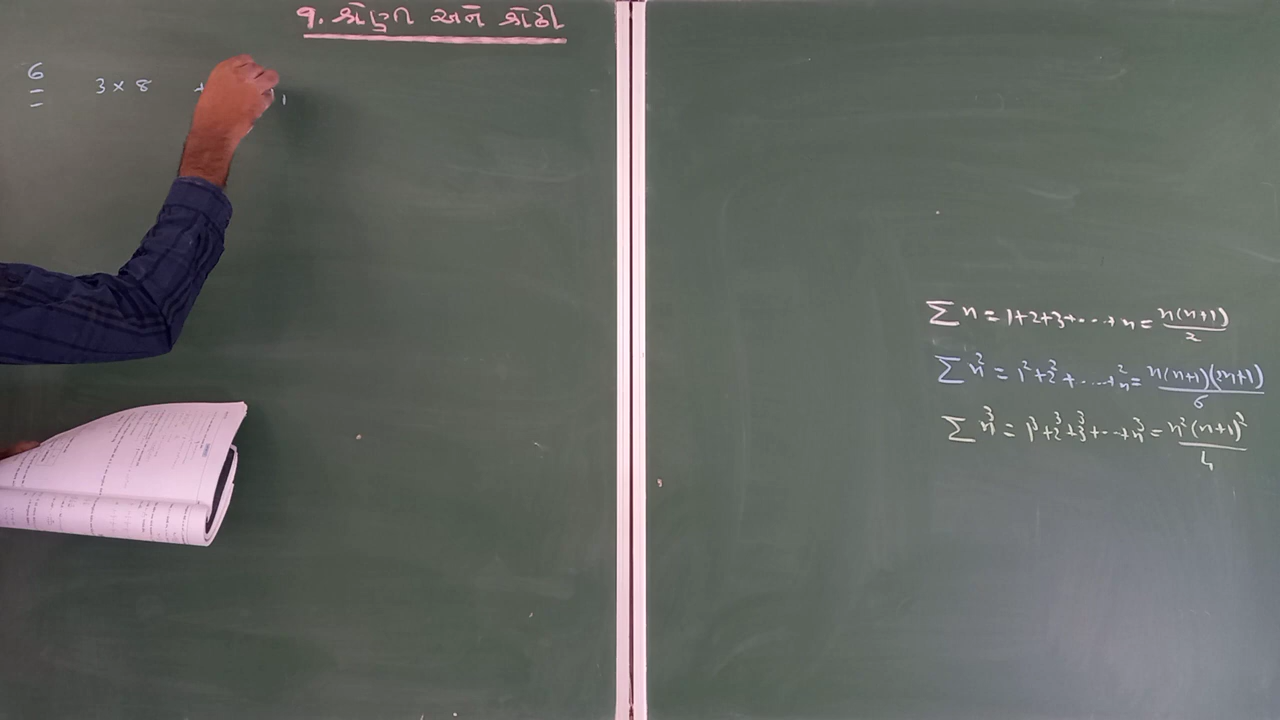 ૧. શ્રેણી અને શ્રેઢી
6
3 × 8 +
∑ n = 1+2+3+.....+n = n(n+1)/2
∑ n² = 1²+2²+.....+n² = n(n+1)(2n+1)/6
∑ n³ = 1³+2³+3³+....+n³ = n²(n+1)²/4